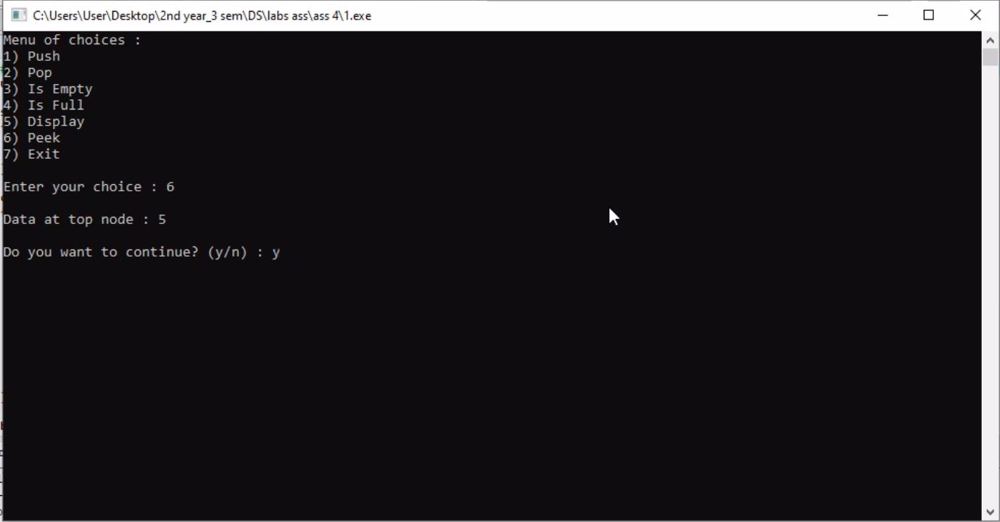 C:\Users\User\Desktop\2nd year_3 sem\DS\labs ass\ass 4\1.exe
Menu of choices :
1) Push
2) Pop
3) Is Empty
4) Is Full
5) Display
6) Peek
7) Exit
Enter your choice : 6
Data at top node : 5
Do you want to continue? (y/n) : y